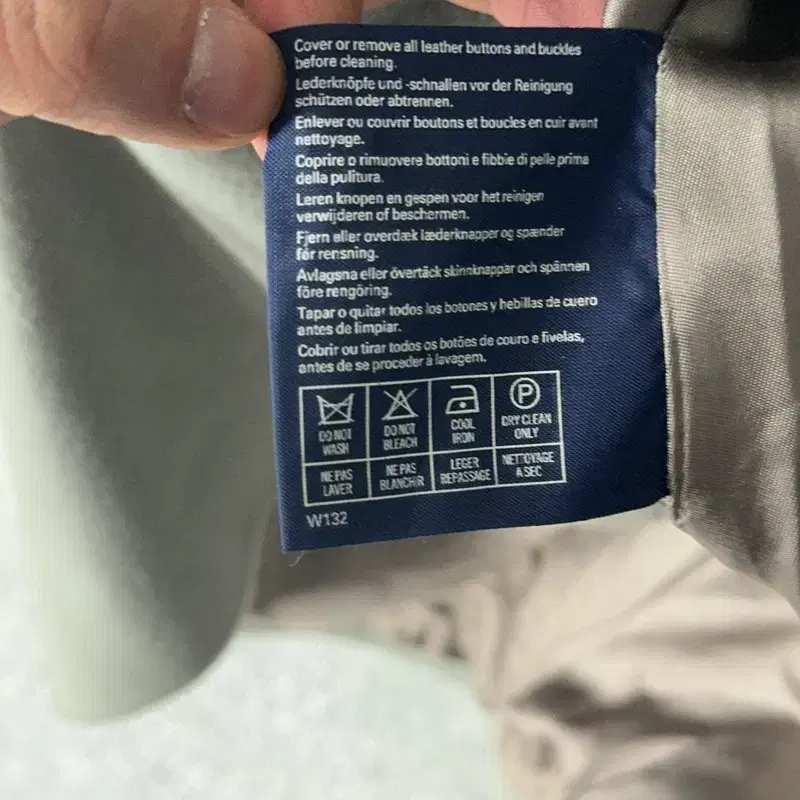 Cover or remove all leather buttons and buckles
before cleaning.
Lederknöpfe und -schnallen vor der Reinigung
schützen oder abtrennen.
Enlever ou couvrir boutons et boucles en cuir avant
nettoyage.
Coprire o rimuovere bottoni e fibbie di pelle prima
della pulitura.
Leren knopen en gespen voor het reinigen
verwijderen of beschermen.
Fjern eller overdæk læderknapper og spænder
før rensning.
Avlagsna eller övertäck skinnknappar och spännen
före rengöring.
Tapar o quitar todos los botones y hebillas de cuero
antes de limpiar.
Cobrir ou tirar todos os botões de couro e fivelas,
antes de se proceder à lavagem.
P
DO NOT WASH
DO NOT BLEACH
COOL IRON
DRY CLEAN ONLY
NE PAS LAVER
NE PAS BLANCHIR
LEGER REPASSAGE
NETTOYAGE A SEC
W132